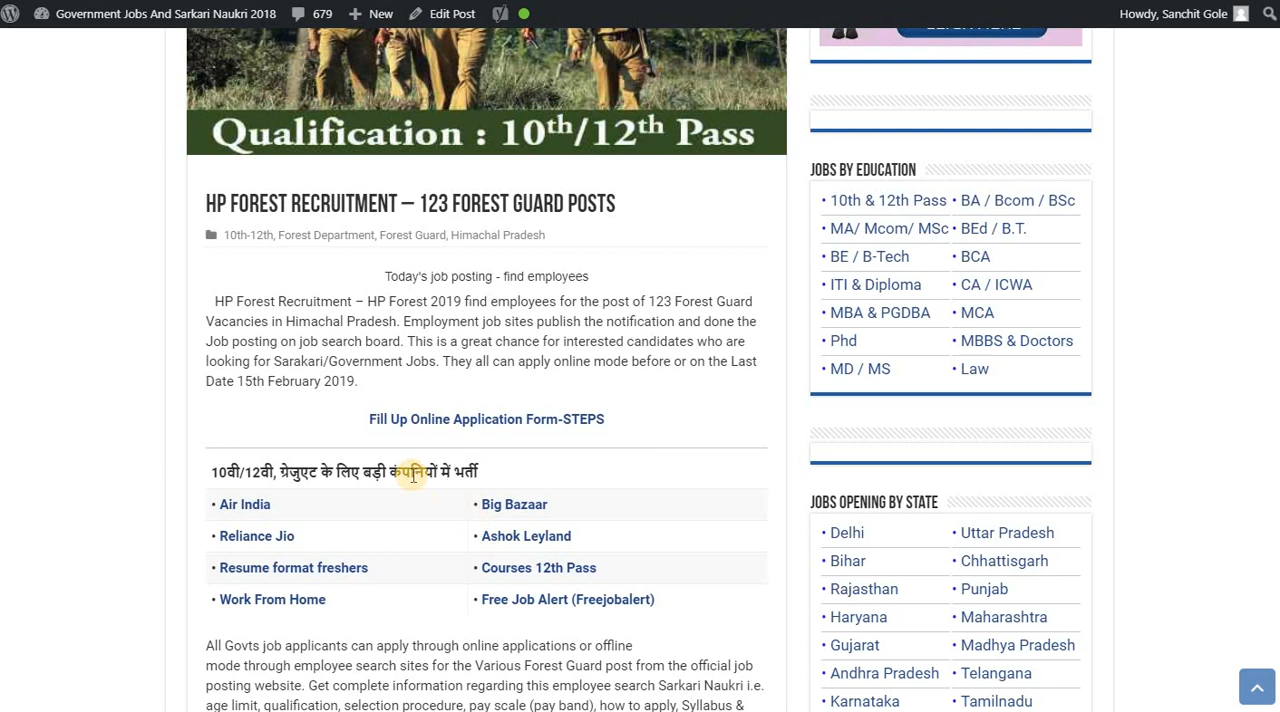 Government Jobs And Sarkari Naukri 2018 679 New Edit Post Howdy, Sanchit Gole
Qualification : 10th/12th Pass
HP FOREST RECRUITMENT – 123 FOREST GUARD POSTS
10th-12th, Forest Department, Forest Guard, Himachal Pradesh
Today's job posting - find employees
HP Forest Recruitment – HP Forest 2019 find employees for the post of 123 Forest Guard
Vacancies in Himachal Pradesh. Employment job sites publish the notification and done the
Job posting on job search board. This is a great chance for interested candidates who are
looking for Sarakari/Government Jobs. They all can apply online mode before or on the Last
Date 15th February 2019.
Fill Up Online Application Form-STEPS
10वी/12वी, ग्रेजुएट के लिए बड़ी कंपनियों में भर्ती
• Air India • Big Bazaar
• Reliance Jio • Ashok Leyland
• Resume format freshers • Courses 12th Pass
• Work From Home • Free Job Alert (Freejobalert)
All Govts job applicants can apply through online applications or offline
mode through employee search sites for the Various Forest Guard post from the official job
posting website. Get complete information regarding this employee search Sarkari Naukri i.e.
age limit, qualification, selection procedure, pay scale (pay band), how to apply, Syllabus &
JOBS BY EDUCATION
• 10th & 12th Pass • BA / Bcom / BSc
• MA/ Mcom/ MSc • BEd / B.T.
• BE / B-Tech • BCA
• ITI & Diploma • CA / ICWA
• MBA & PGDBA • MCA
• Phd • MBBS & Doctors
• MD / MS • Law
JOBS OPENING BY STATE
• Delhi • Uttar Pradesh
• Bihar • Chhattisgarh
• Rajasthan • Punjab
• Haryana • Maharashtra
• Gujarat • Madhya Pradesh
• Andhra Pradesh • Telangana
• Karnataka • Tamilnadu